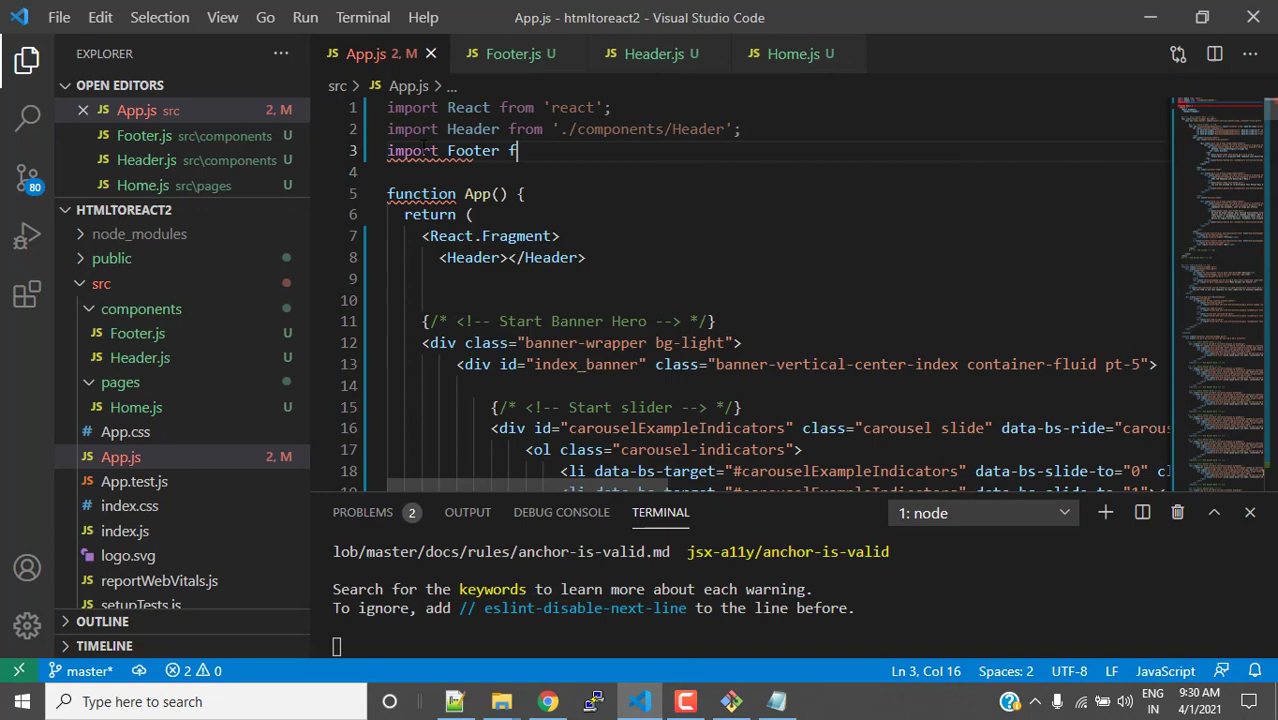 File Edit Selection View Go Run Terminal Help App.js - htmltoreact2 - Visual Studio Code
EXPLORER
OPEN EDITORS
App.js src 2, M
Footer.js src\components U
Header.js src\components U
Home.js src\pages U
HTMLTOREACT2
node_modules
public
src
components
Footer.js U
Header.js U
pages
Home.js U
App.css
App.js 2, M
App.test.js
index.css
index.js
logo.svg
reportWebVitals.js
setupTests.js
OUTLINE
TIMELINE
80
App.js 2, M Footer.js U Header.js U Home.js U
src > App.js > ...
1 import React from 'react';
2 import Header from './components/Header';
3 import Footer f
4
5 function App() {
6 return (
7 <React.Fragment>
8 <Header></Header>
9
10
11 {/* <!-- Start Banner Hero --> */}
12 <div class="banner-wrapper bg-light">
13 <div id="index_banner" class="banner-vertical-center-index container-fluid pt-5">
14
15 {/* <!-- Start slider --> */}
16 <div id="carouselExampleIndicators" class="carousel slide" data-bs-ride="carous
17 <ol class="carousel-indicators">
18 <li data-bs-target="#carouselExampleIndicators" data-bs-slide-to="0" cl
PROBLEMS 2 OUTPUT DEBUG CONSOLE TERMINAL 1: node
lob/master/docs/rules/anchor-is-valid.md jsx-a11y/anchor-is-valid
Search for the keywords to learn more about each warning.
To ignore, add // eslint-disable-next-line to the line before.
master* 2 0 Ln 3, Col 16 Spaces: 2 UTF-8 LF JavaScript
Type here to search
ENG
IN
9:30 AM
4/1/2021